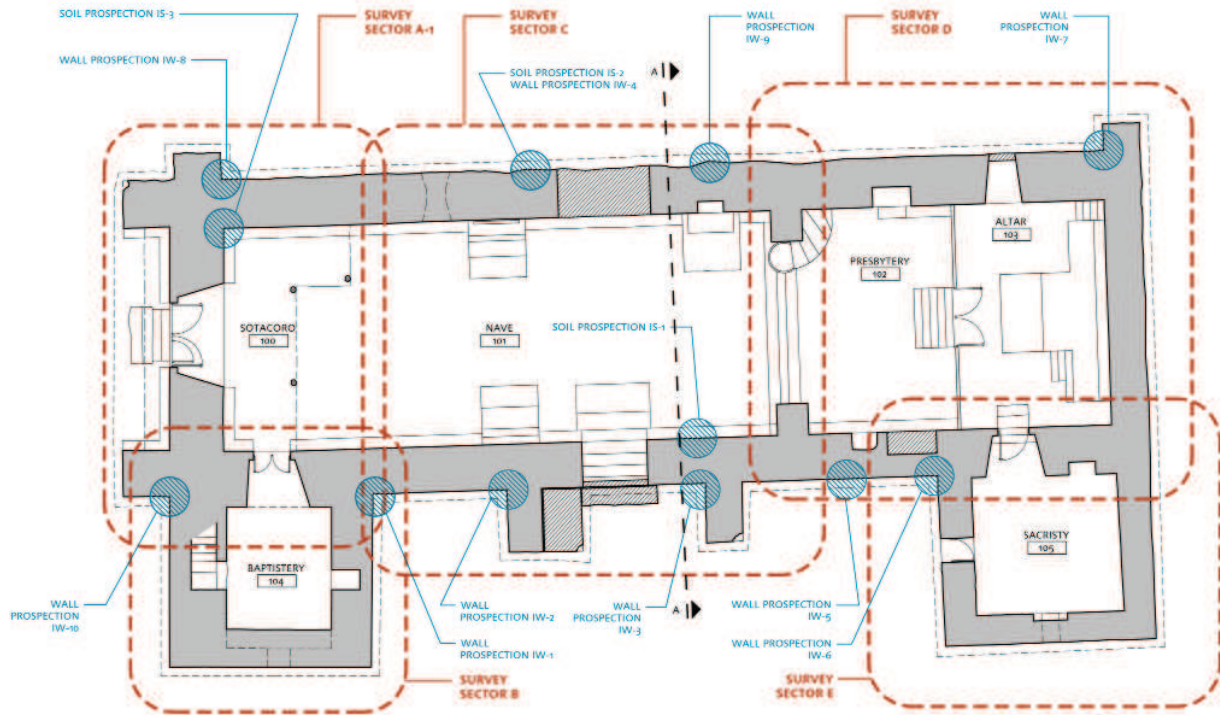 SOIL PROSPECTION IS-3
WALL PROSPECTION IW-8
SURVEY
SECTOR A-1
SURVEY
SECTOR C
SOIL PROSPECTION IS-2
WALL PROSPECTION IW-4
A
WALL
PROSPECTION
IW-9
SURVEY
SECTOR D
WALL
PROSPECTION
IW-7
ALTAR
103
PRESBYTERY
102
SOTACORO
100
NAVE
101
SOIL PROSPECTION IS-1
BAPTISTERY
104
SACRISTY
105
WALL
PROSPECTION
IW-10
WALL
PROSPECTION IW-2
WALL
PROSPECTION IW-1
WALL
PROSPECTION
IW-3
A
WALL PROSPECTION
IW-5
WALL PROSPECTION
IW-6
SURVEY
SECTOR B
SURVEY
SECTOR E